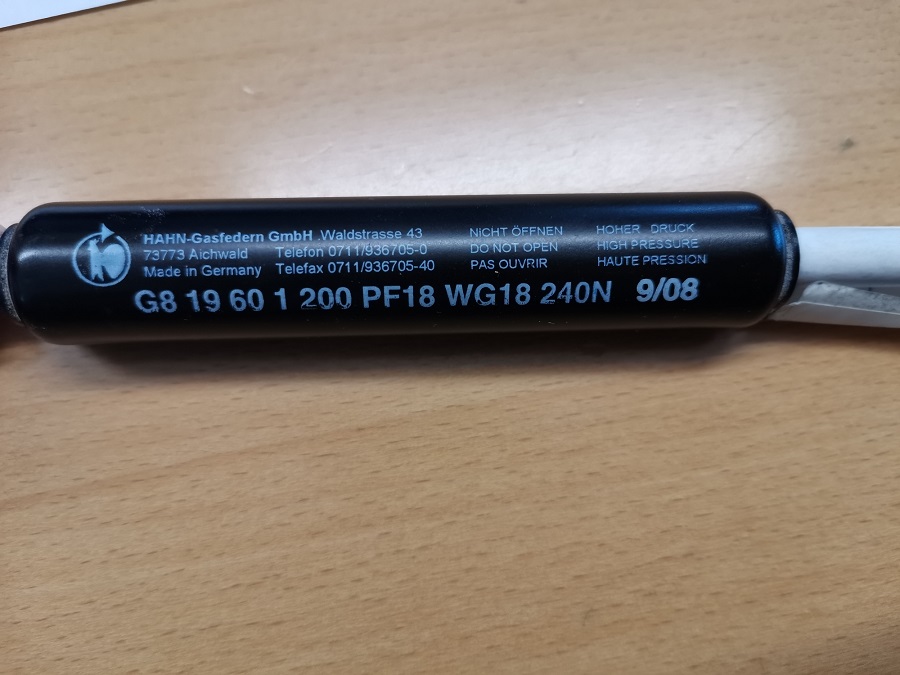 HAHN-Gasfedern GmbH Waldstrasse 43
73773 Aichwald Telefon 0711/936705-0
Made in Germany Telefax 0711/936705-40
NiCHT ÖFFNEN
DO NOT OPEN
PAS OUVRIR
HOHER DRUCK
HIGH PRESSURE
HAUTE PRESSION
G8 19 60 1 200 PF18 WG18 240N 9/08